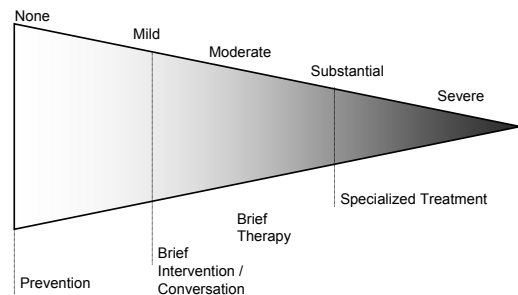 None
Mild
Moderate
Substantial
Severe
Specialized Treatment
Brief
Therapy
Brief
Intervention /
Conversation
Prevention